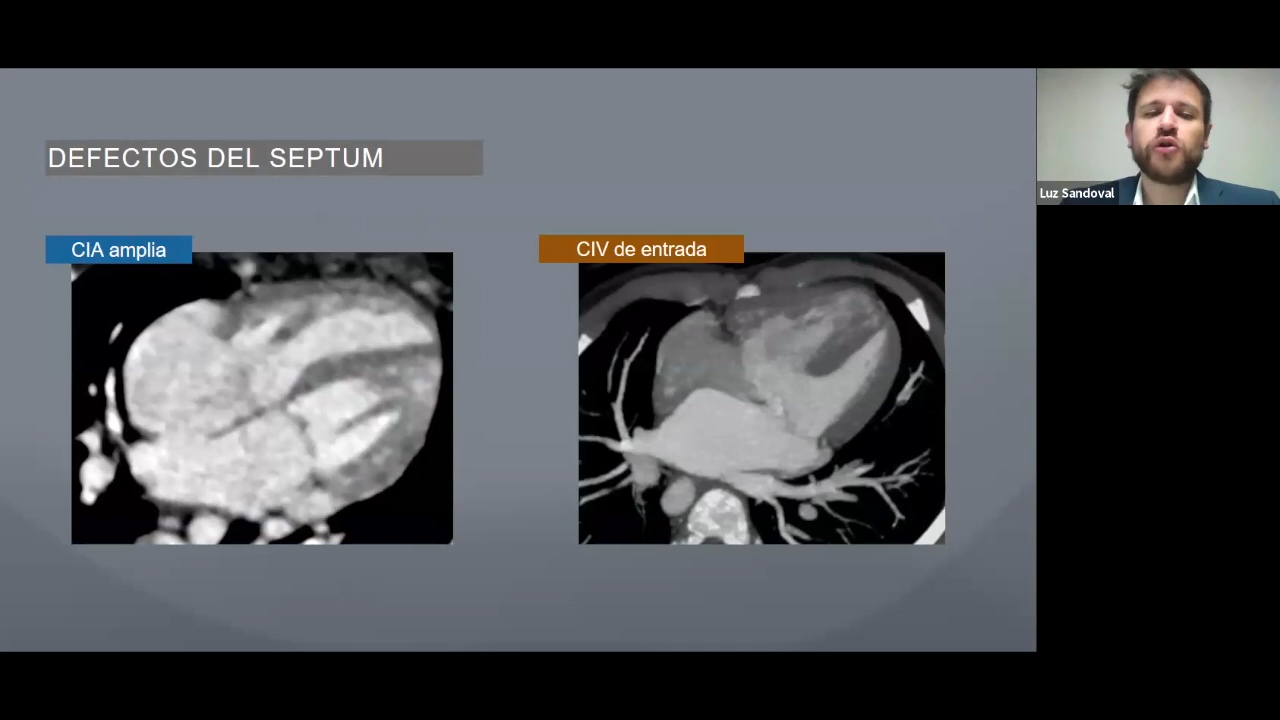 DEFECTOS DEL SEPTUM
CIA amplia
CIV de entrada
Luz Sandoval